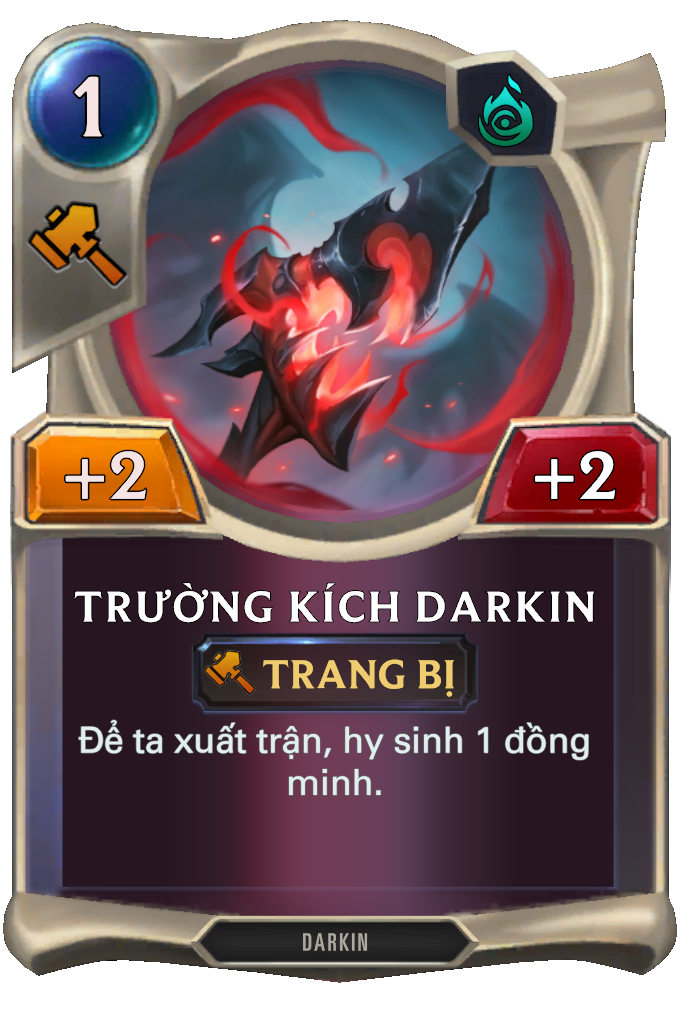 1
+2
+2
TRƯỜNG KÍCH DARKIN
TRANG BỊ
Để ta xuất trận, hy sinh 1 đồng
minh.
DARKIN